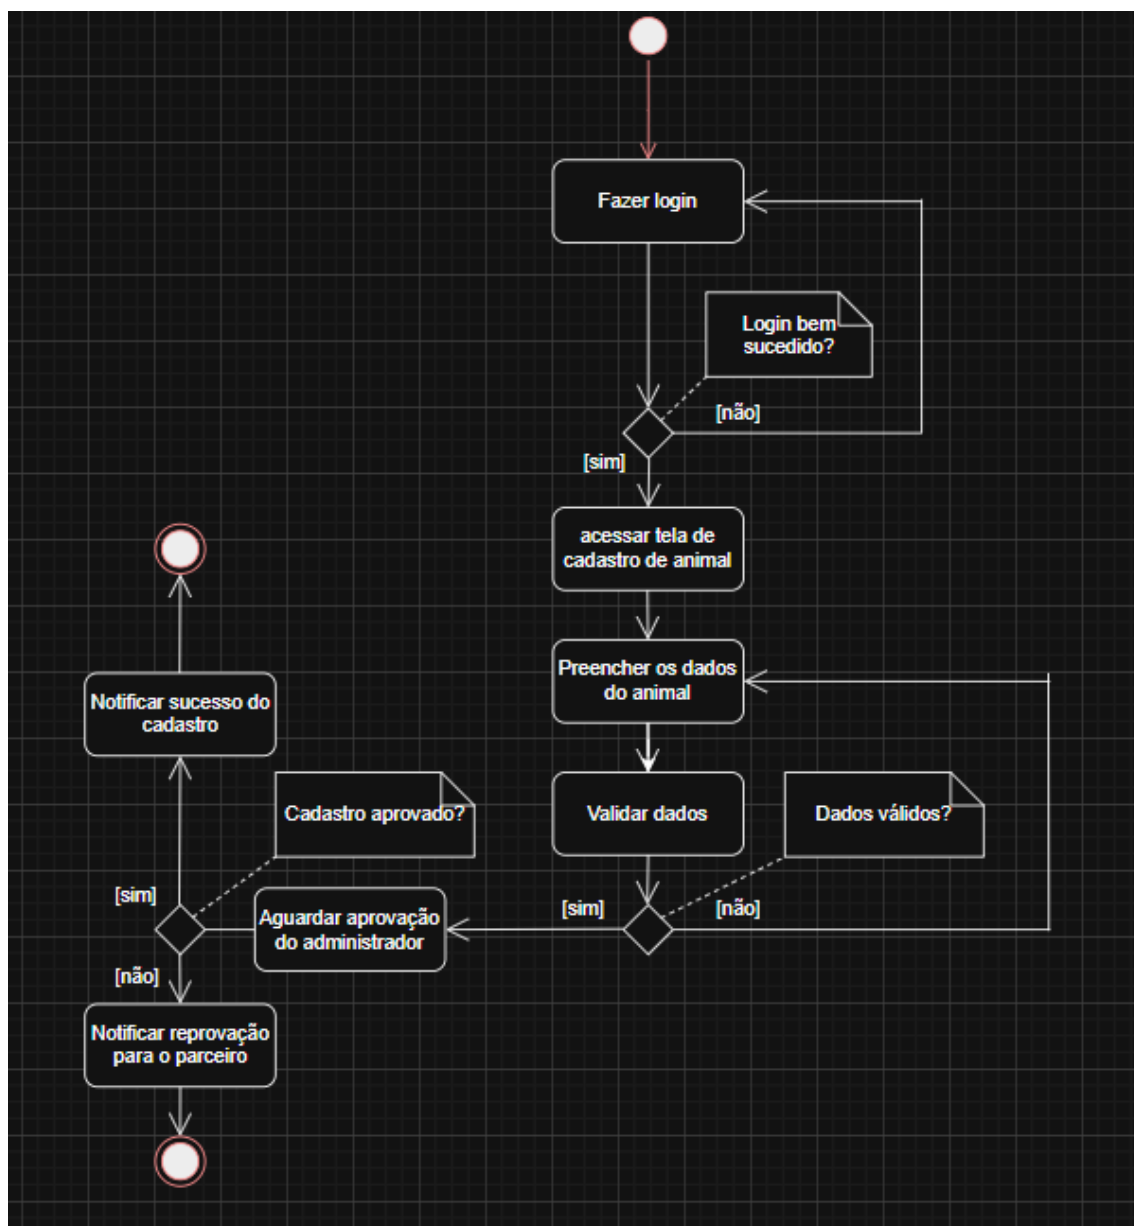 Fazer login
Login bem
sucedido?
[não]
[sim]
acessar tela de
cadastro de animal
Preencher os dados
do animal
Notificar sucesso do
cadastro
Cadastro aprovado?
Validar dados
Dados válidos?
[sim]
Aguardar aprovação
do administrador
[sim]
[não]
[não]
Notificar reprovação
para o parceiro